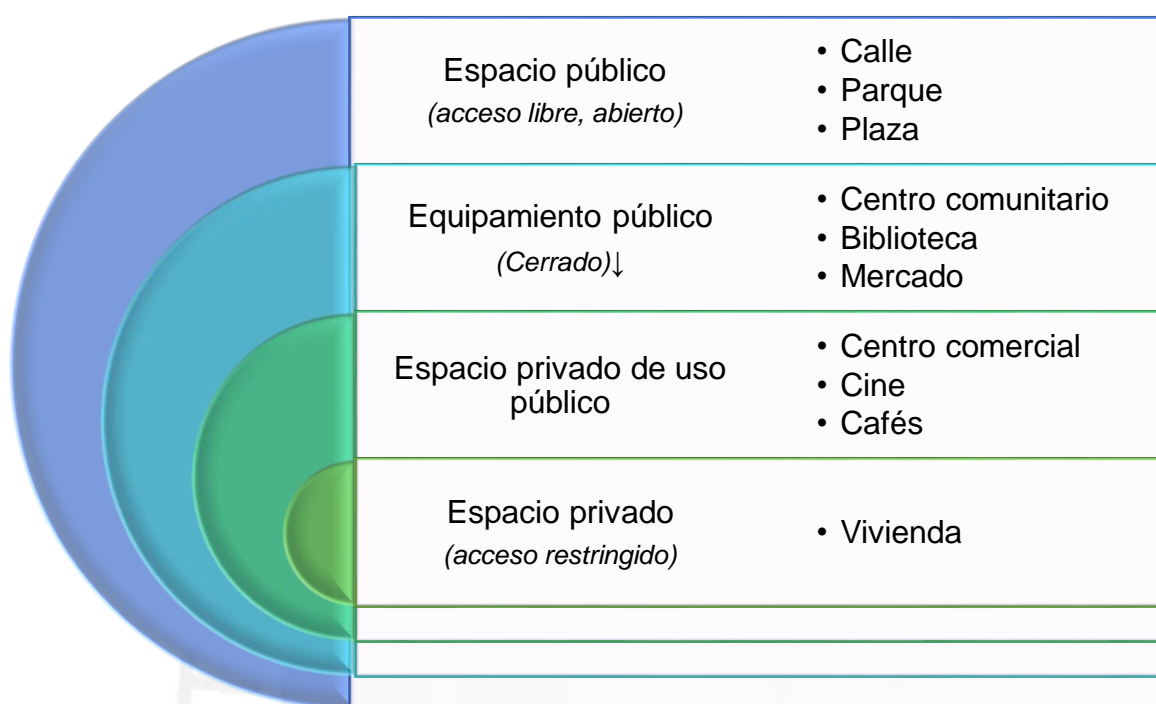 Espacio público
(acceso libre, abierto)
• Calle
• Parque
• Plaza
Equipamiento público
(Cerrado)↓
• Centro comunitario
• Biblioteca
• Mercado
Espacio privado de uso
público
• Centro comercial
• Cine
• Cafés
Espacio privado
(acceso restringido)
• Vivienda